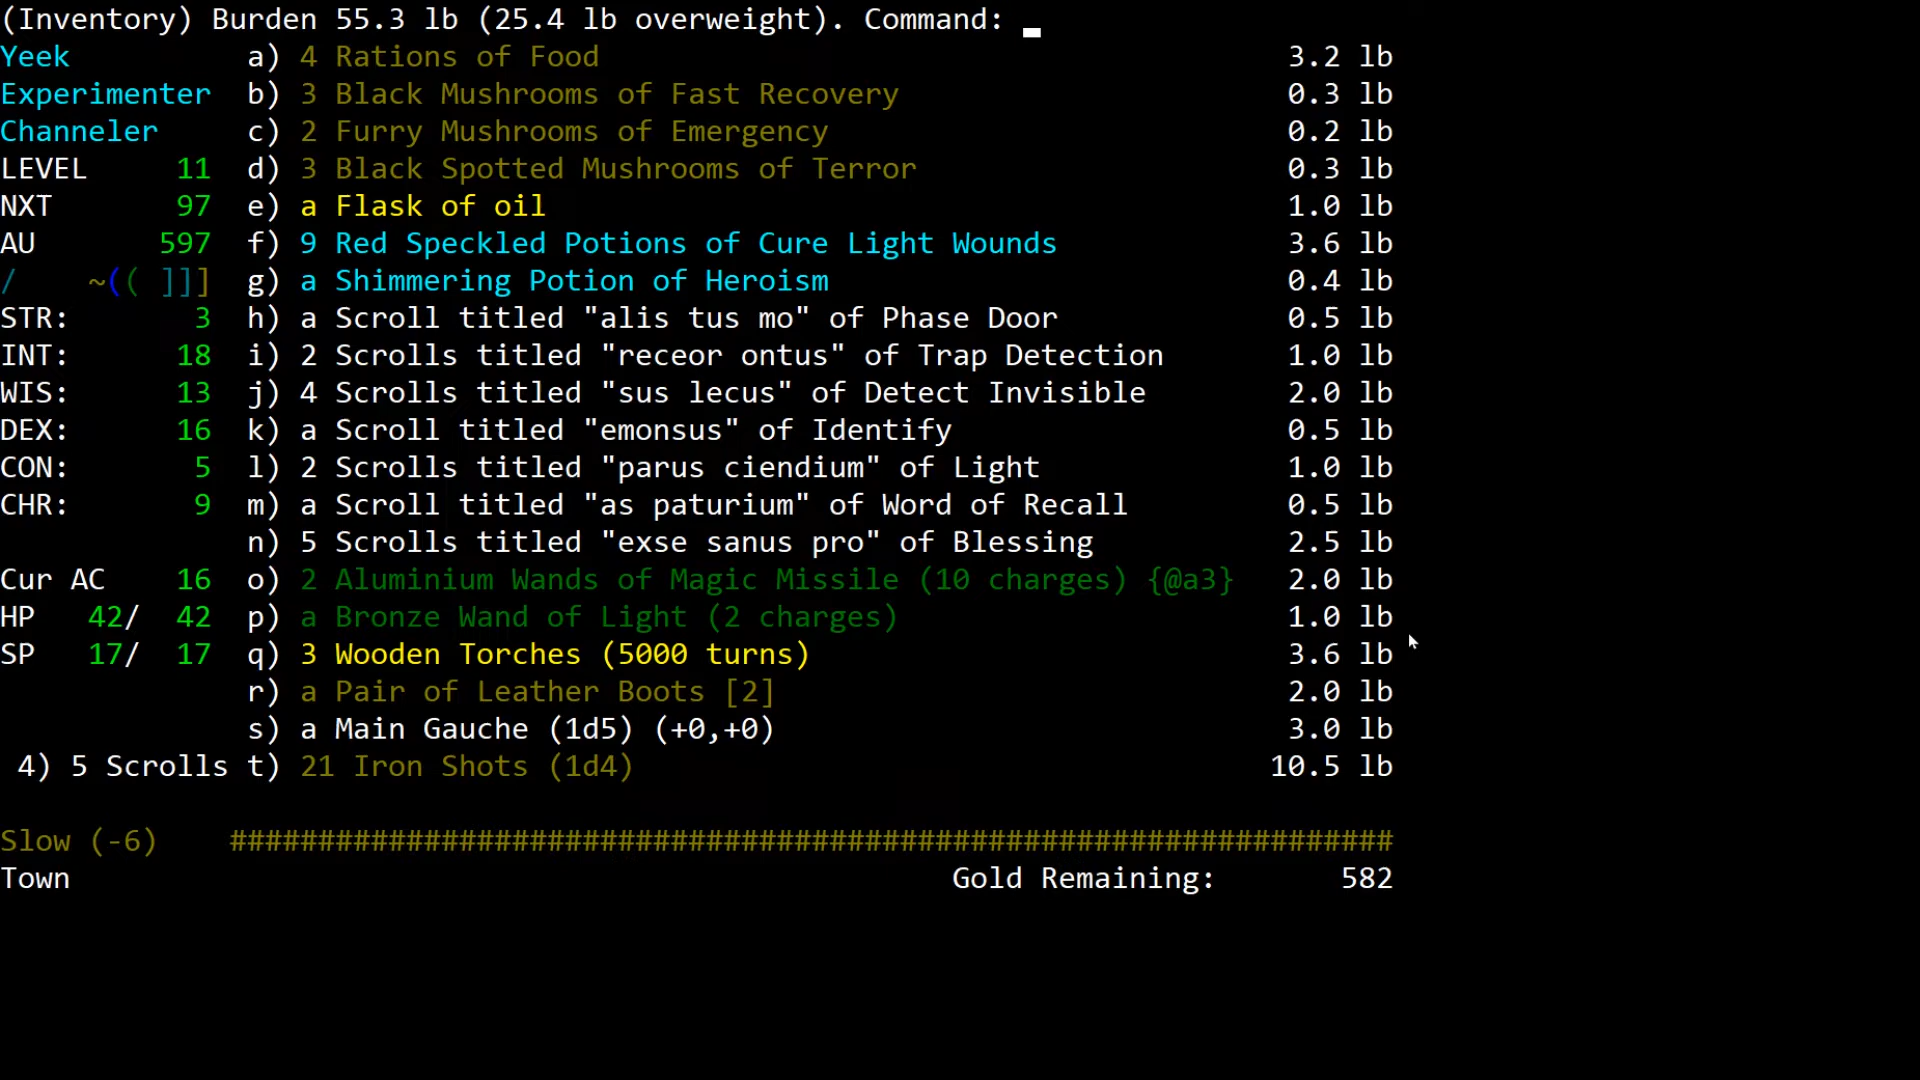 (Inventory) Burden 55.3 lb (25.4 lb overweight). Command: _
Yeek a) 4 Rations of Food 3.2 lb
Experimenter b) 3 Black Mushrooms of Fast Recovery 0.3 lb
Channeler c) 2 Furry Mushrooms of Emergency 0.2 lb
LEVEL 11 d) 3 Black Spotted Mushrooms of Terror 0.3 lb
NXT 97 e) a Flask of oil 1.0 lb
AU 597 f) 9 Red Speckled Potions of Cure Light Wounds 3.6 lb
/ ~(( ]]] g) a Shimmering Potion of Heroism 0.4 lb
STR: 3 h) a Scroll titled "alis tus mo" of Phase Door 0.5 lb
INT: 18 i) 2 Scrolls titled "receor ontus" of Trap Detection 1.0 lb
WIS: 13 j) 4 Scrolls titled "sus lecus" of Detect Invisible 2.0 lb
DEX: 16 k) a Scroll titled "emonsus" of Identify 0.5 lb
CON: 5 l) 2 Scrolls titled "parus ciendium" of Light 1.0 lb
CHR: 9 m) a Scroll titled "as paturium" of Word of Recall 0.5 lb
n) 5 Scrolls titled "exse sanus pro" of Blessing 2.5 lb
Cur AC 16 o) 2 Aluminium Wands of Magic Missile (10 charges) {@a3} 2.0 lb
HP 42/ 42 p) a Bronze Wand of Light (2 charges) 1.0 lb
SP 17/ 17 q) 3 Wooden Torches (5000 turns) 3.6 lb
r) a Pair of Leather Boots [2] 2.0 lb
s) a Main Gauche (1d5) (+0,+0) 3.0 lb
4) 5 Scrolls t) 21 Iron Shots (1d4) 10.5 lb
Slow (-6) ##################################################################
Town Gold Remaining: 582